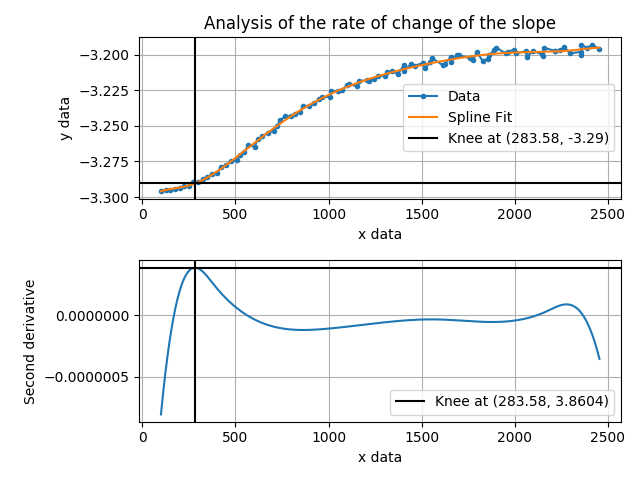 Analysis of the rate of change of the slope
−3.200
−3.225
−3.250
−3.275
−3.300
y data
Data
Spline Fit
Knee at (283.58, -3.29)
0 500 1000 1500 2000 2500
x data
0.0000000
−0.0000005
Second derivative
Knee at (283.58, 3.8604)
0 500 1000 1500 2000 2500
x data